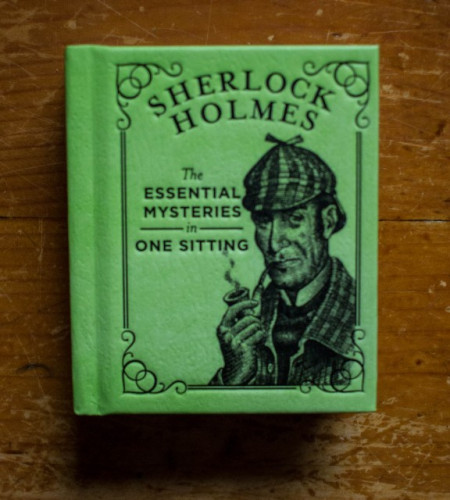 SHERLOCK
HOLMES
The
ESSENTIAL
MYSTERIES
in
ONE SITTING